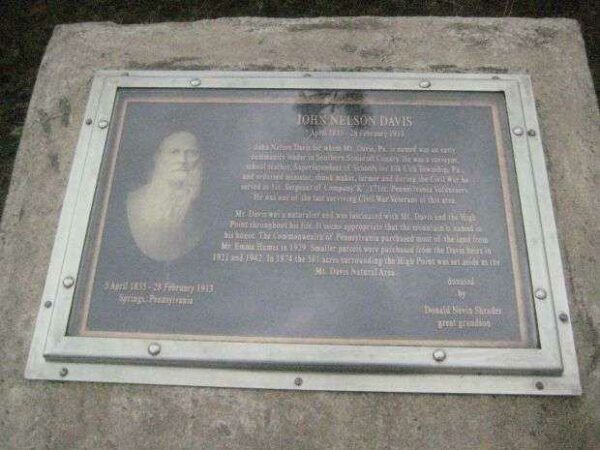 JOHN NELSON DAVIS
5 April 1835 - 28 February 1913
John Nelson Davis for whom Mt. Davis, Pa. is named was an early
community leader in Southern Somerset County. He was a surveyor,
school teacher, Superintendent of Schools for Elk Lick Township, Pa.,
and ordained minister, shook maker, farmer and during the Civil War he
served as 1st. Sergeant of Company 'K', 171st. Pennsylvania Volunteers.
He was one of the last surviving Civil War Veterans of this area.
Mr. Davis was a naturalist and was fascinated with Mt. Davis and the High
Point throughout his life. It seems appropriate that the mountain is named in
his honor. The Commonwealth of Pennsylvania purchased most of the land from
Mr. Emma Humes in 1929. Smaller parcels were purchased from the Davis heirs in
1921 and 1942. In 1974 the 581 acres surrounding the High Point was set aside as the
Mt. Davis Natural Area.
donated
by
Donald Nevin Shrader
great grandson
5 April 1835 - 28 February 1913
Springs, Pennsylvania